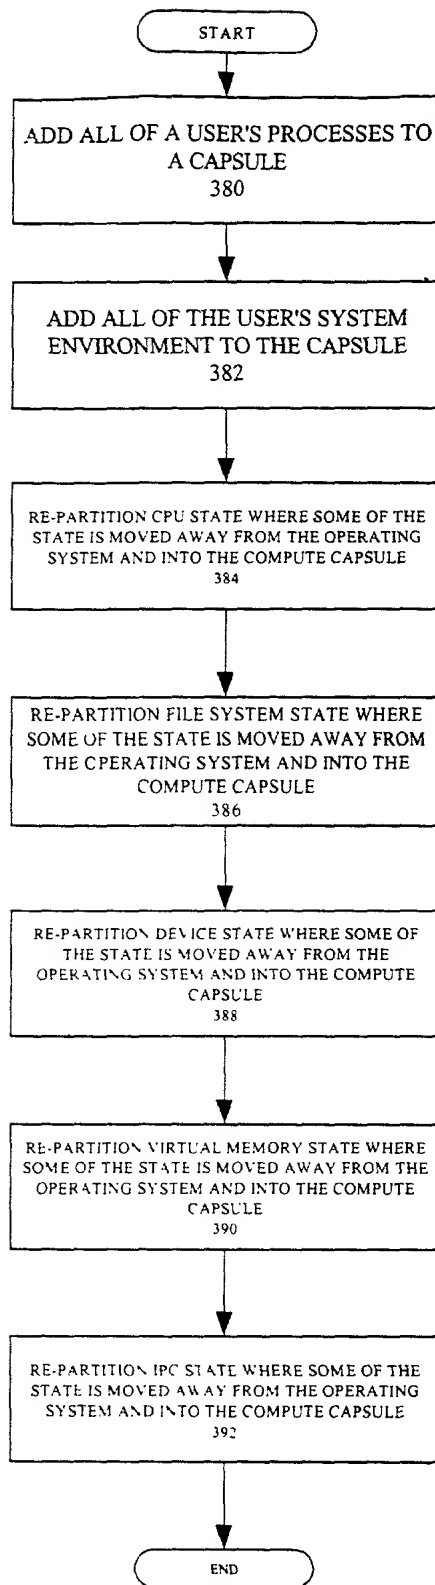 START
ADD ALL OF A USER'S PROCESSES TO
A CAPSULE
380
ADD ALL OF THE USER'S SYSTEM
ENVIRONMENT TO THE CAPSULE
382
RE-PARTITION CPU STATE WHERE SOME OF THE
STATE IS MOVED AWAY FROM THE OPERATING
SYSTEM AND INTO THE COMPUTE CAPSULE
384
RE-PARTITION FILE SYSTEM STATE WHERE
SOME OF THE STATE IS MOVED AWAY FROM
THE OPERATING SYSTEM AND INTO THE
COMPUTE CAPSULE
386
RE-PARTITION DEVICE STATE WHERE SOME OF
THE STATE IS MOVED AWAY FROM THE
OPERATING SYSTEM AND INTO THE COMPUTE
CAPSULE
388
RE-PARTITION VIRTUAL MEMORY STATE WHERE
SOME OF THE STATE IS MOVED AWAY FROM THE
OPERATING SYSTEM AND INTO THE COMPUTE
CAPSULE
390
RE-PARTITION IPC STATE WHERE SOME OF THE
STATE IS MOVED AWAY FROM THE OPERATING
SYSTEM AND INTO THE COMPUTE CAPSULE
392
END